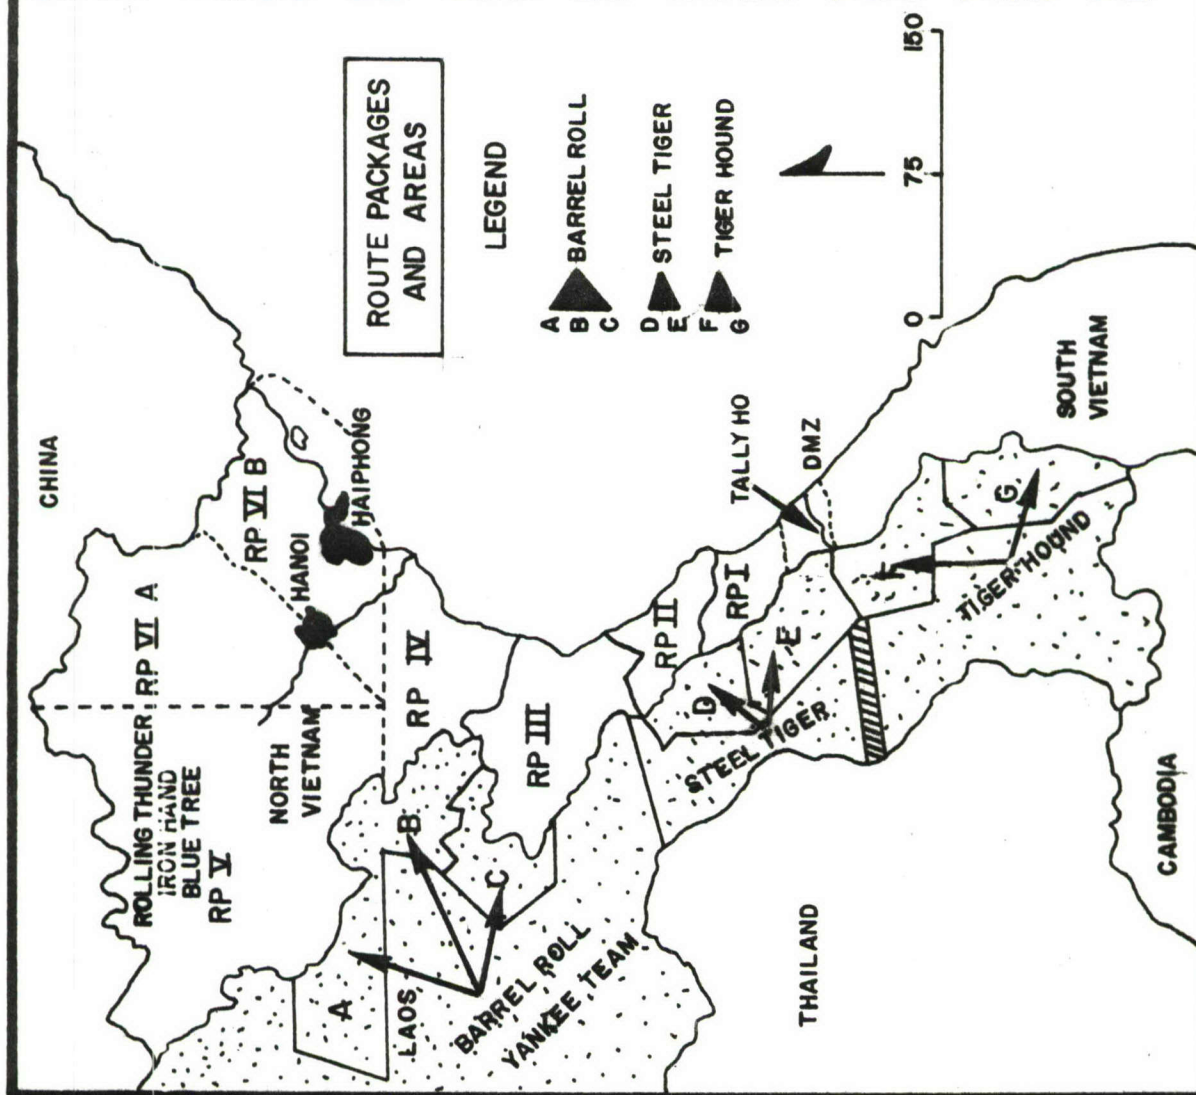 ROUTE PACKAGES
AND AREAS
LEGEND
A
B BARREL ROLL
C
D STEEL TIGER
E
F TIGER HOUND
G
0 75 150
CHINA
ROLLING THUNDER
IRON HAND
BLUE TREE
RP V
RP VI A
RP VI B
HANOI
HAIPHONG
NORTH
VIETNAM
RP IV
RP III
RP II
RP I
TALLY HO
DMZ
A
B
C
LAOS
BARREL ROLL
YANKEE TEAM
D
E
STEEL TIGER
F
G
TIGER HOUND
THAILAND
SOUTH
VIETNAM
CAMBODIA